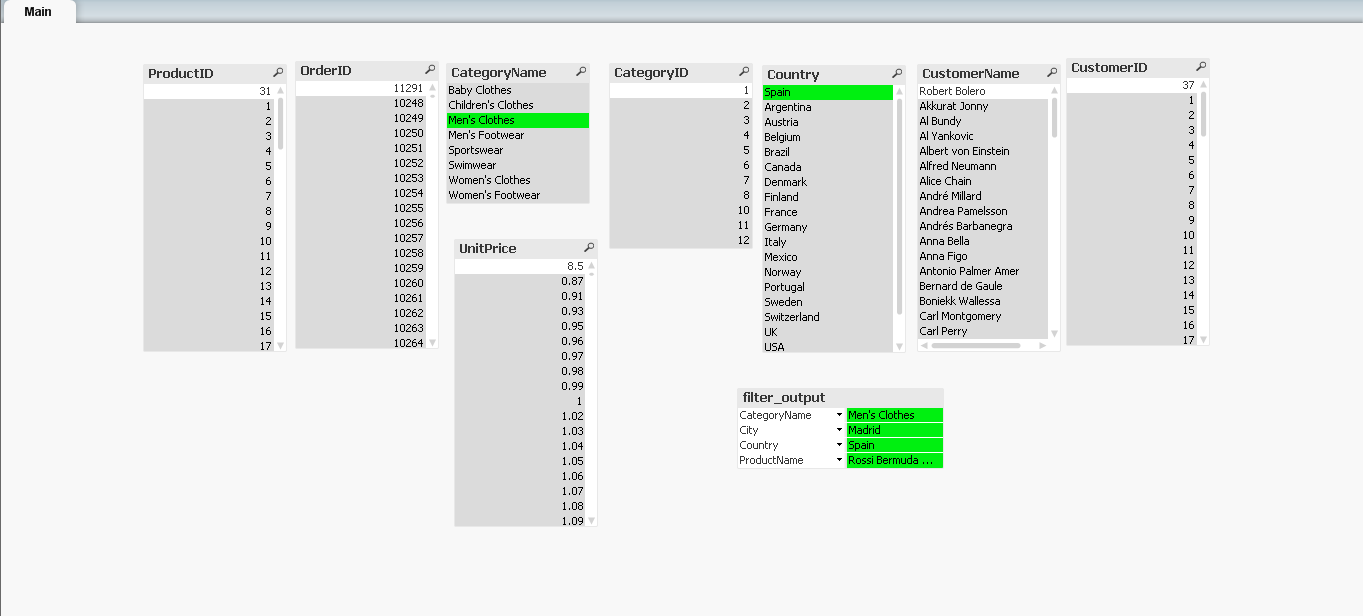 Main
ProductID
31
1
2
3
4
5
6
7
8
9
10
11
12
13
14
15
16
17
OrderID
11291
10248
10249
10250
10251
10252
10253
10254
10255
10256
10257
10258
10259
10260
10261
10262
10263
10264
CategoryName
Baby Clothes
Children's Clothes
Men's Clothes
Men's Footwear
Sportswear
Swimwear
Women's Clothes
Women's Footwear
UnitPrice
8.5
0.87
0.91
0.93
0.95
0.96
0.97
0.98
0.99
1
1.02
1.03
1.04
1.05
1.06
1.07
1.08
1.09
CategoryID
1
2
3
4
5
6
7
8
10
11
12
Country
Spain
Argentina
Austria
Belgium
Brazil
Canada
Denmark
Finland
France
Germany
Italy
Mexico
Norway
Portugal
Sweden
Switzerland
UK
USA
CustomerName
Robert Bolero
Akkurat Jonny
Al Bundy
Al Yankovic
Albert von Einstein
Alfred Neumann
Alice Chain
André Millard
Andrea Pamelsson
Andrés Barbanegra
Anna Bella
Anna Figo
Antonio Palmer Amer
Bernard de Gaule
Boniekk Wallessa
Carl Montgomery
Carl Perry
CustomerID
37
1
2
3
4
5
6
7
8
9
10
11
12
13
14
15
16
17
filter_output
CategoryName Men's Clothes
City Madrid
Country Spain
ProductName Rossi Bermuda ...